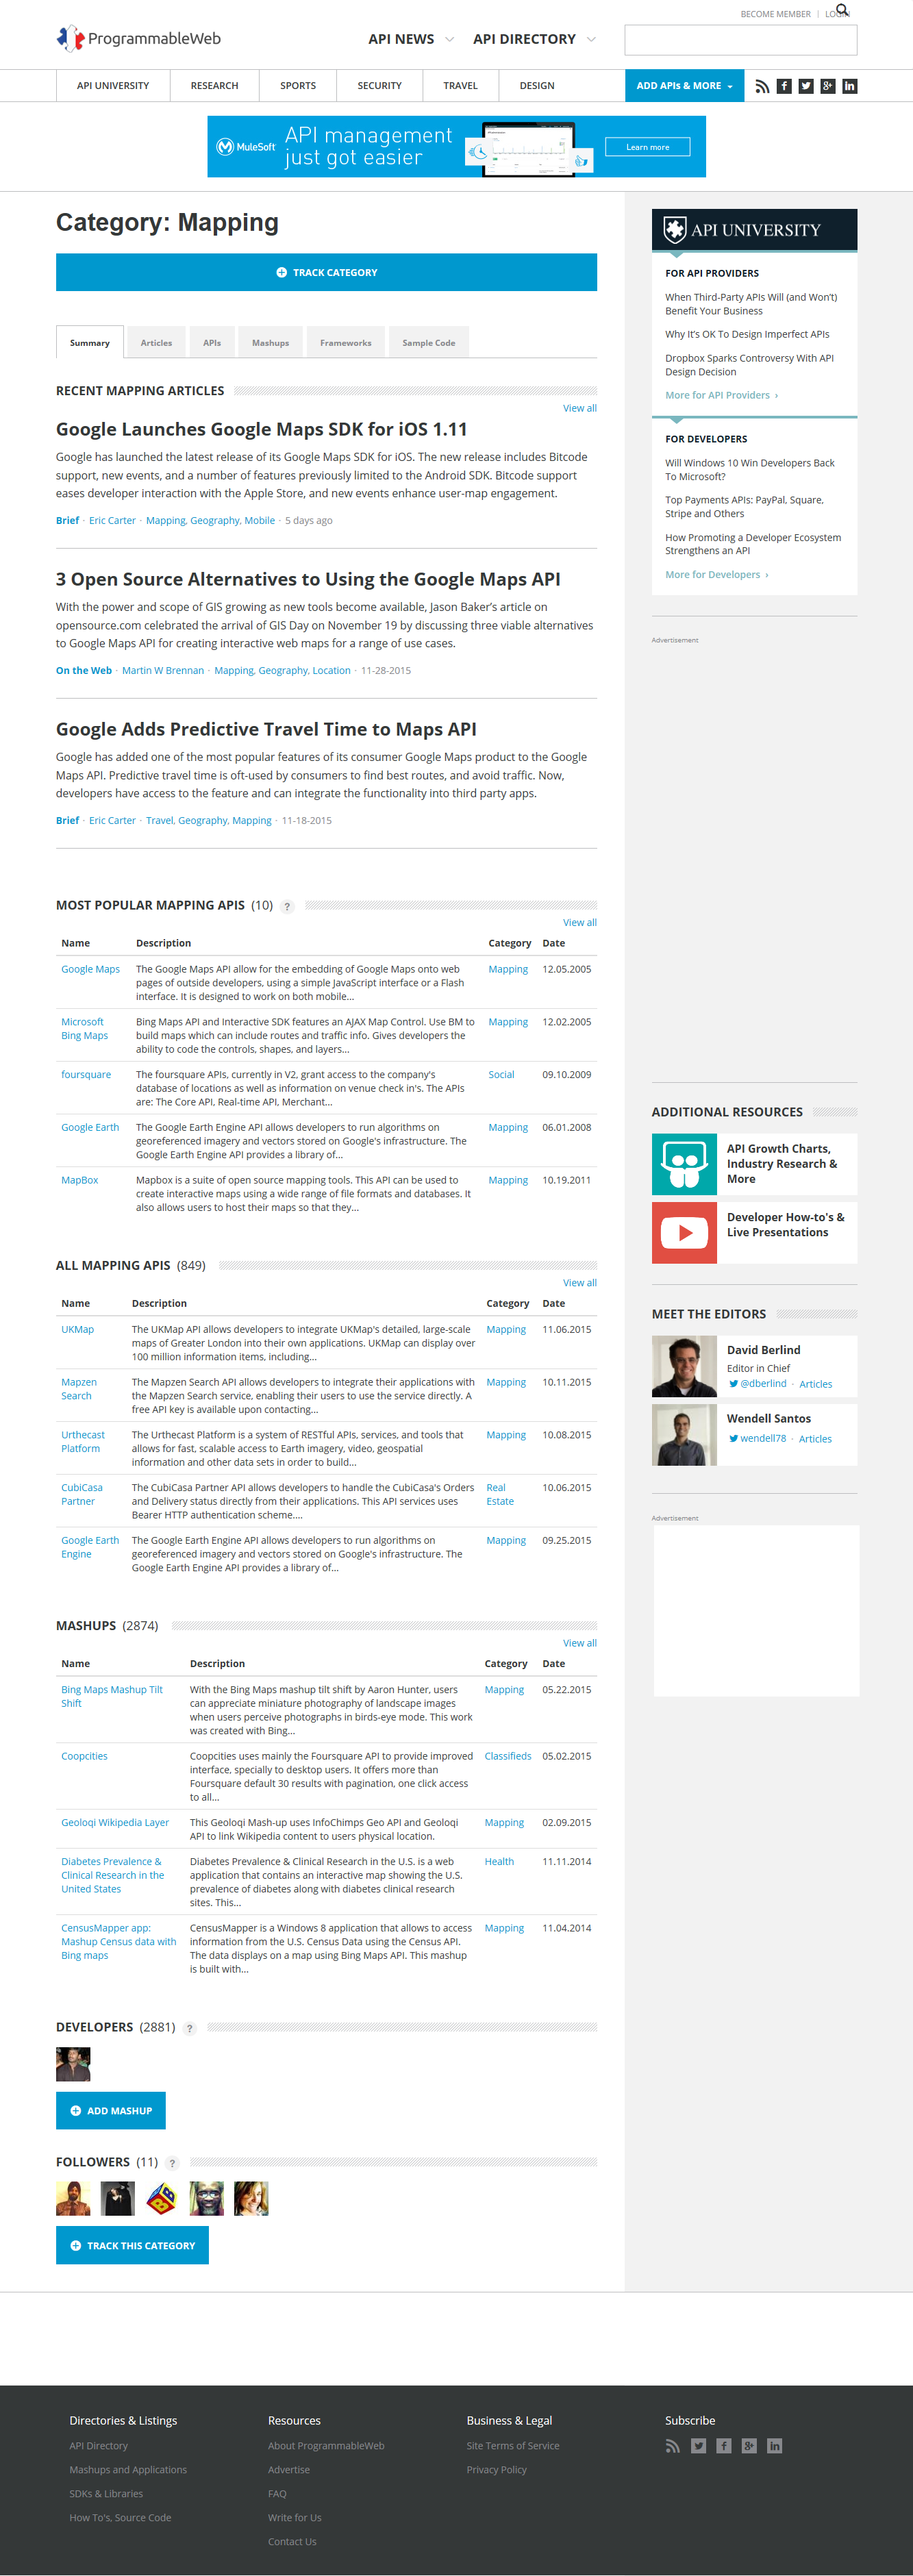 BECOME MEMBER | LOGIN
ProgrammableWeb
API NEWS
API DIRECTORY
API UNIVERSITY
RESEARCH
SPORTS
SECURITY
TRAVEL
DESIGN
ADD APIs & MORE
MuleSoft
API management
just got easier
Learn more
Category: Mapping
TRACK CATEGORY
Summary
Articles
APIs
Mashups
Frameworks
Sample Code
RECENT MAPPING ARTICLES
View all
Google Launches Google Maps SDK for iOS 1.11
Google has launched the latest release of its Google Maps SDK for iOS. The new release includes Bitcode
support, new events, and a number of features previously limited to the Android SDK. Bitcode support
eases developer interaction with the Apple Store, and new events enhance user-map engagement.
Brief · Eric Carter · Mapping, Geography, Mobile · 5 days ago
3 Open Source Alternatives to Using the Google Maps API
With the power and scope of GIS growing as new tools become available, Jason Baker's article on
opensource.com celebrated the arrival of GIS Day on November 19 by discussing three viable alternatives
to Google Maps API for creating interactive web maps for a range of use cases.
On the Web · Martin W Brennan · Mapping, Geography, Location · 11-28-2015
Google Adds Predictive Travel Time to Maps API
Google has added one of the most popular features of its consumer Google Maps product to the Google
Maps API. Predictive travel time is oft-used by consumers to find best routes, and avoid traffic. Now,
developers have access to the feature and can integrate the functionality into third party apps.
Brief · Eric Carter · Travel, Geography, Mapping · 11-18-2015
MOST POPULAR MAPPING APIS (10) ?
View all
Name Description Category Date
Google Maps The Google Maps API allow for the embedding of Google Maps onto web Mapping 12.05.2005
pages of outside developers, using a simple JavaScript interface or a Flash
interface. It is designed to work on both mobile...
Microsoft Bing Maps API and Interactive SDK features an AJAX Map Control. Use BM to Mapping 12.02.2005
Bing Maps build maps which can include routes and traffic info. Gives developers the
ability to code the controls, shapes, and layers...
foursquare The foursquare APIs, currently in V2, grant access to the company's Social 09.10.2009
database of locations as well as information on venue check in's. The APIs
are: The Core API, Real-time API, Merchant...
Google Earth The Google Earth Engine API allows developers to run algorithms on Mapping 06.01.2008
georeferenced imagery and vectors stored on Google's infrastructure. The
Google Earth Engine API provides a library of...
MapBox Mapbox is a suite of open source mapping tools. This API can be used to Mapping 10.19.2011
create interactive maps using a wide range of file formats and databases. It
also allows users to host their maps so that they...
ALL MAPPING APIS (849)
View all
Name Description Category Date
UKMap The UKMap API allows developers to integrate UKMap's detailed, large-scale Mapping 11.06.2015
maps of Greater London into their own applications. UKMap can display over
100 million information items, including...
Mapzen The Mapzen Search API allows developers to integrate their applications with Mapping 10.11.2015
Search the Mapzen Search service, enabling their users to use the service directly. A
free API key is available upon contacting...
Urthecast The Urthecast Platform is a system of RESTful APIs, services, and tools that Mapping 10.08.2015
Platform allows for fast, scalable access to Earth imagery, video, geospatial
information and other data sets in order to build...
CubiCasa The CubiCasa Partner API allows developers to handle the CubiCasa's Orders Real 10.06.2015
Partner and Delivery status directly from their applications. This API services uses Estate
Bearer HTTP authentication scheme....
Google Earth The Google Earth Engine API allows developers to run algorithms on Mapping 09.25.2015
Engine georeferenced imagery and vectors stored on Google's infrastructure. The
Google Earth Engine API provides a library of...
MASHUPS (2874)
View all
Name Description Category Date
Bing Maps Mashup Tilt With the Bing Maps mashup tilt shift by Aaron Hunter, users Mapping 05.22.2015
Shift can appreciate miniature photography of landscape images
when users perceive photographs in birds-eye mode. This work
was created with Bing...
Coopcities Coopcities uses mainly the Foursquare API to provide improved Classifieds 05.02.2015
interface, specially to desktop users. It offers more than
Foursquare default 30 results with pagination, one click access
to all...
Geoloqi Wikipedia Layer This Geoloqi Mash-up uses InfoChimps Geo API and Geoloqi Mapping 02.09.2015
API to link Wikipedia content to users physical location.
Diabetes Prevalence & Diabetes Prevalence & Clinical Research in the U.S. is a web Health 11.11.2014
Clinical Research in the application that contains an interactive map showing the U.S.
United States prevalence of diabetes along with diabetes clinical research
sites. This...
CensusMapper app: CensusMapper is a Windows 8 application that allows to access Mapping 11.04.2014
Mashup Census data with information from the U.S. Census Data using the Census API.
Bing maps The data displays on a map using Bing Maps API. This mashup
is built with...
DEVELOPERS (2881) ?
ADD MASHUP
FOLLOWERS (11) ?
TRACK THIS CATEGORY
API UNIVERSITY
FOR API PROVIDERS
When Third-Party APIs Will (and Won't)
Benefit Your Business
Why It's OK To Design Imperfect APIs
Dropbox Sparks Controversy With API
Design Decision
More for API Providers ›
FOR DEVELOPERS
Will Windows 10 Win Developers Back
To Microsoft?
Top Payments APIs: PayPal, Square,
Stripe and Others
How Promoting a Developer Ecosystem
Strengthens an API
More for Developers ›
Advertisement
ADDITIONAL RESOURCES
API Growth Charts,
Industry Research &
More
Developer How-to's &
Live Presentations
MEET THE EDITORS
David Berlind
Editor in Chief
@dberlind · Articles
Wendell Santos
wendell78 · Articles
Advertisement
Directories & Listings
API Directory
Mashups and Applications
SDKs & Libraries
How To's, Source Code
Resources
About ProgrammableWeb
Advertise
FAQ
Write for Us
Contact Us
Business & Legal
Site Terms of Service
Privacy Policy
Subscribe